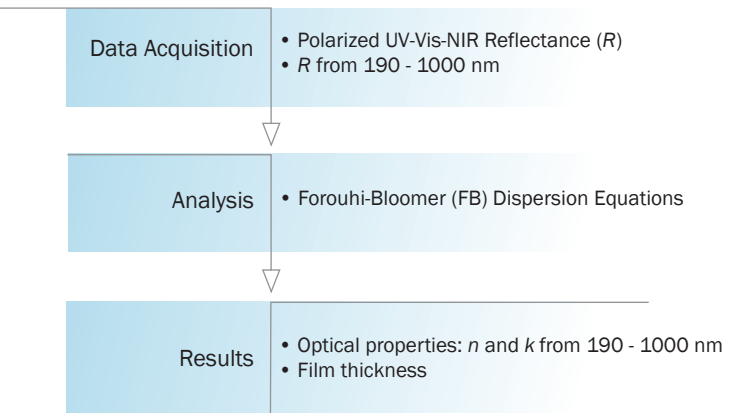 Data Acquisition
• Polarized UV-Vis-NIR Reflectance (R)
• R from 190 - 1000 nm
Analysis
• Forouhi-Bloomer (FB) Dispersion Equations
Results
• Optical properties: n and k from 190 - 1000 nm
• Film thickness